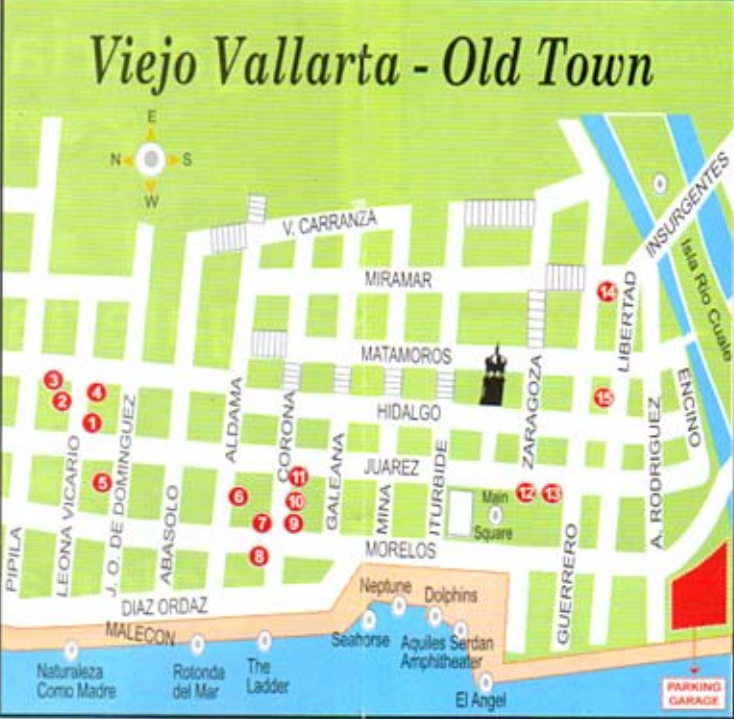 Viejo Vallarta - Old Town
E
N
S
W
V. CARRANZA
INSURGENTES
Isla Rio Cuale
MIRAMAR
14
LIBERTAD
MATAMOROS
ZARAGOZA
ENCINO
3
2
4
1
ALDAMA
CORONA
HIDALGO
15
LEONA VICARIO
J. O. DE DOMINGUEZ
GALEANA
JUAREZ
MINA
ITURBIDE
A. RODRIGUEZ
5
ABASOLO
6
11
10
9
7
8
12
13
Main
Square
PIPILA
MORELOS
GUERRERO
DIAZ ORDAZ
MALECON
Neptune
Dolphins
Seahorse
Aquiles Serdan
Amphitheater
Naturaleza
Como Madre
Rotonda
del Mar
The
Ladder
El Angel
PARKING
GARAGE